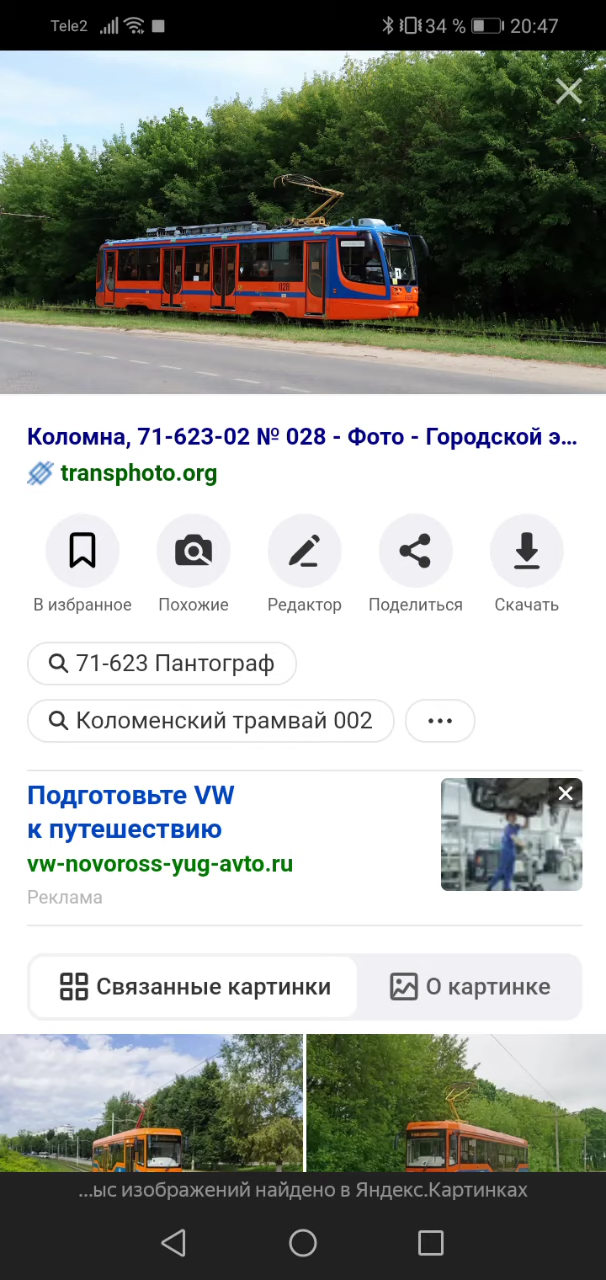 Tele2 34 % 20:47
028
Коломна, 71-623-02 № 028 - Фото - Городской э...
transphoto.org
В избранное Похожие Редактор Поделиться Скачать
71-623 Пантограф
Коломенский трамвай 002
Подготовьте VW
к путешествию
vw-novoross-yug-avto.ru
Реклама
Связанные картинки О картинке
...ыс изображений найдено в Яндекс.Картинках